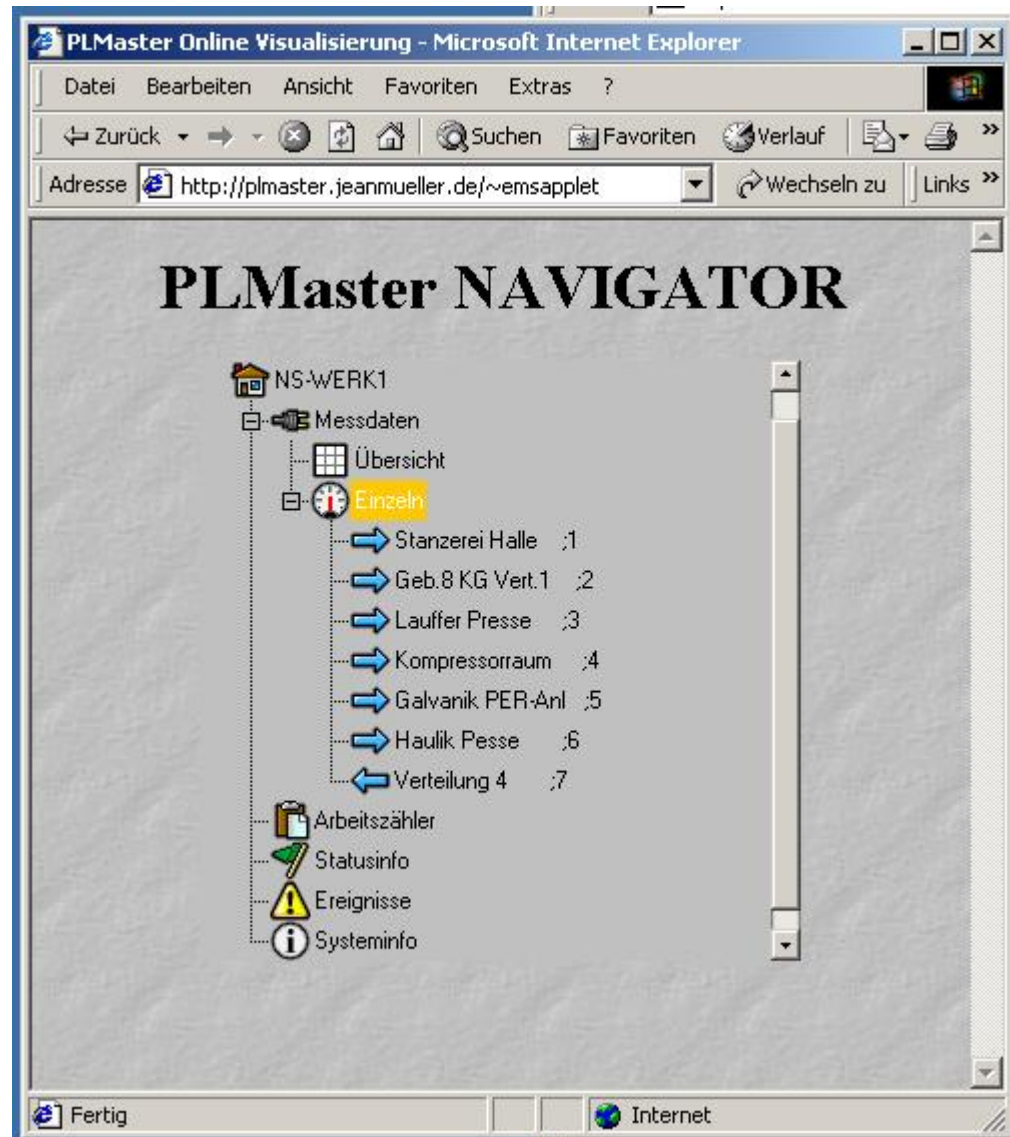 PLMaster Online Visualisierung - Microsoft Internet Explorer
Datei Bearbeiten Ansicht Favoriten Extras ?
Zurück Suchen Favoriten Verlauf »
Adresse http://plmaster.jeanmueller.de/~emsapplet Wechseln zu Links »
PLMaster NAVIGATOR
NS-WERK1
Messdaten
Übersicht
Einzeln
Stanzerei Halle ;1
Geb.8 KG Vert.1 ;2
Lauffer Presse ;3
Kompressorraum ;4
Galvanik PER-Anl ;5
Haulik Pesse ;6
Verteilung 4 ;7
Arbeitszähler
Statusinfo
Ereignisse
Systeminfo
Fertig Internet